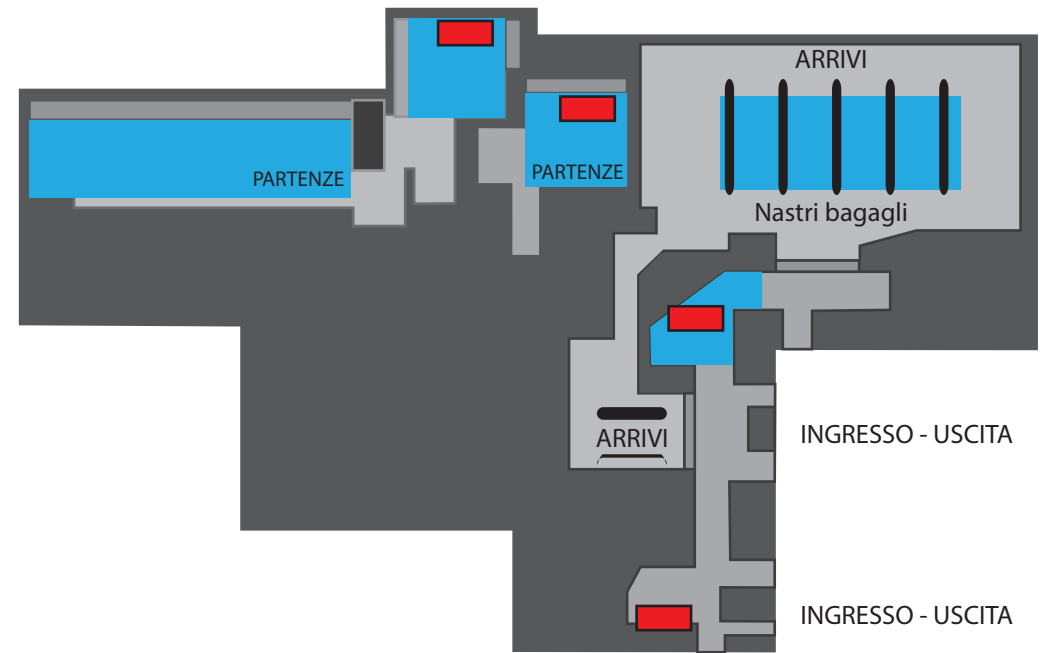 ARRIVI
PARTENZE
PARTENZE
Nastri bagagli
ARRIVI
INGRESSO - USCITA
INGRESSO - USCITA